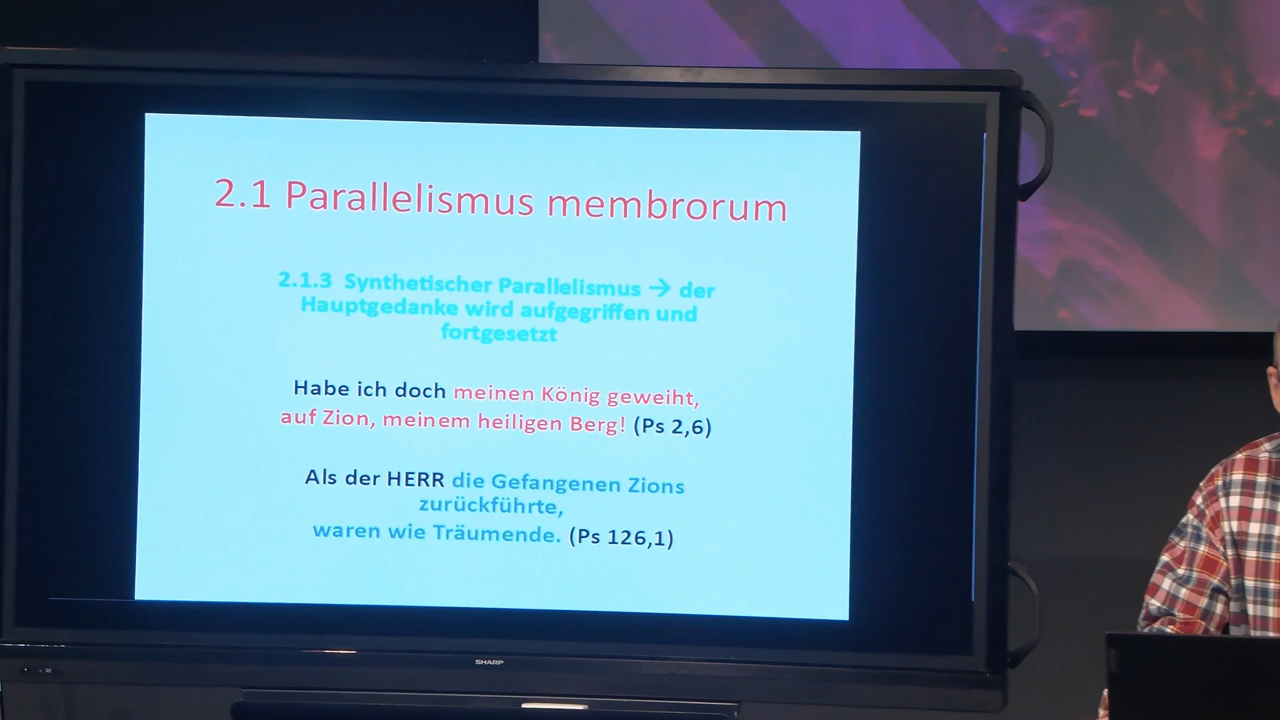 2.1 Parallelismus membrorum
2.1.3 Synthetischer Parallelismus → der
Hauptgedanke wird aufgegriffen und
fortgesetzt
Habe ich doch meinen König geweiht,
auf Zion, meinem heiligen Berg! (Ps 2,6)
Als der HERR die Gefangenen Zions
zurückführte,
waren wie Träumende. (Ps 126,1)
SHARP